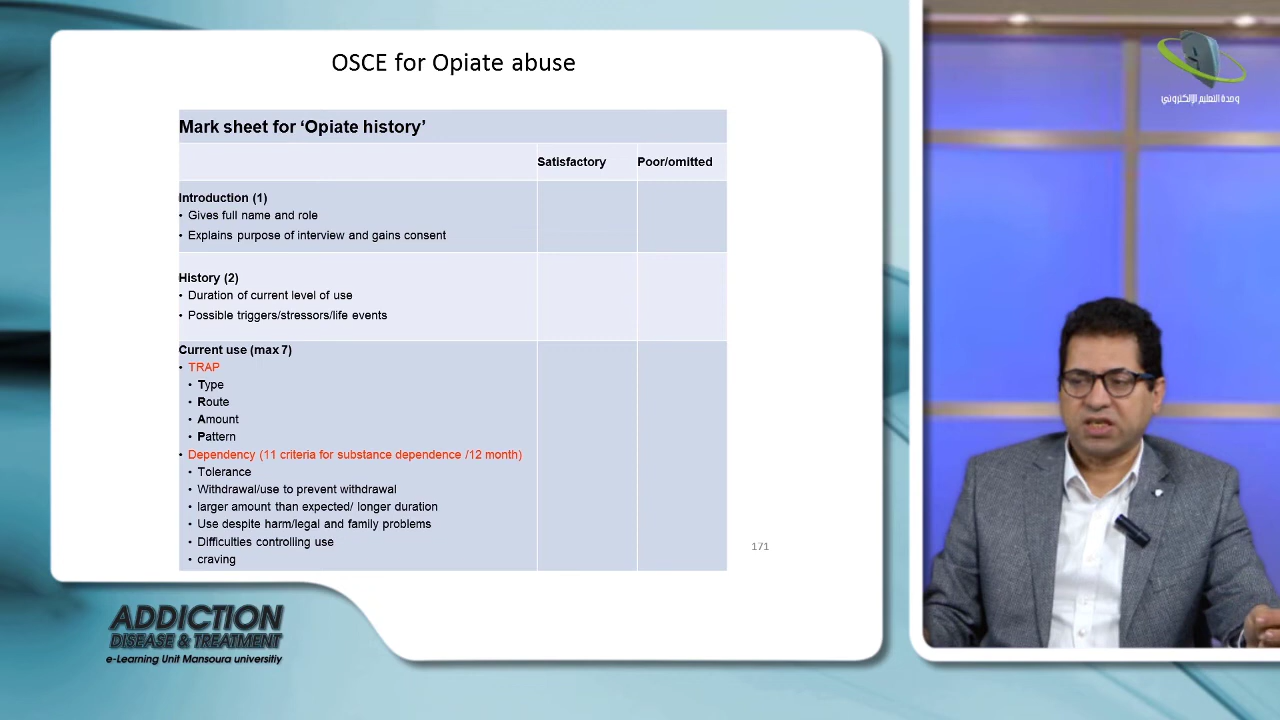 OSCE for Opiate abuse
Mark sheet for ‘Opiate history’
Satisfactory Poor/omitted
Introduction (1)
• Gives full name and role
• Explains purpose of interview and gains consent
History (2)
• Duration of current level of use
• Possible triggers/stressors/life events
Current use (max 7)
• TRAP
• Type
• Route
• Amount
• Pattern
• Dependency (11 criteria for substance dependence /12 month)
• Tolerance
• Withdrawal/use to prevent withdrawal
• larger amount than expected/ longer duration
• Use despite harm/legal and family problems
• Difficulties controlling use
• craving
171
ADDICTION
DISEASE & TREATMENT
e-Learning Unit Mansoura universitiy
وحدة التعليم الإلكتروني